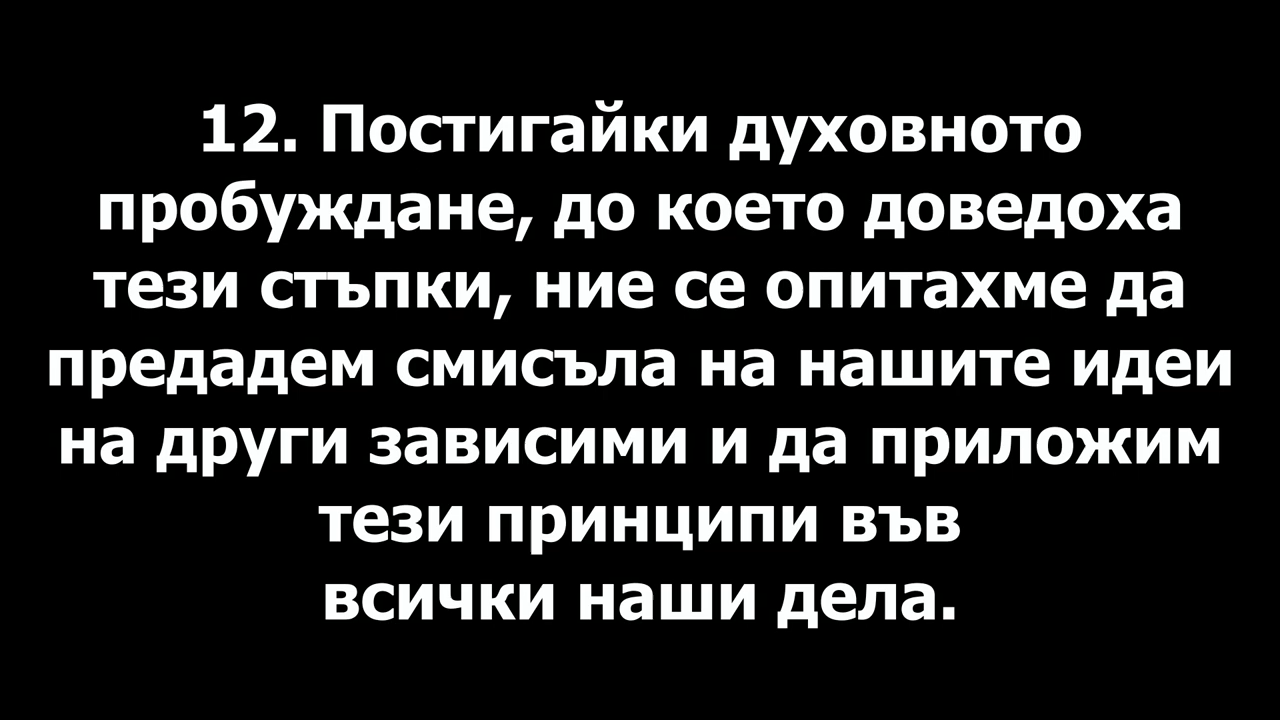 12. Постигайки духовното
пробуждане, до което доведоха
тези стъпки, ние се опитахме да
предадем смисъла на нашите идеи
на други зависими и да приложим
тези принципи във
всички наши дела.